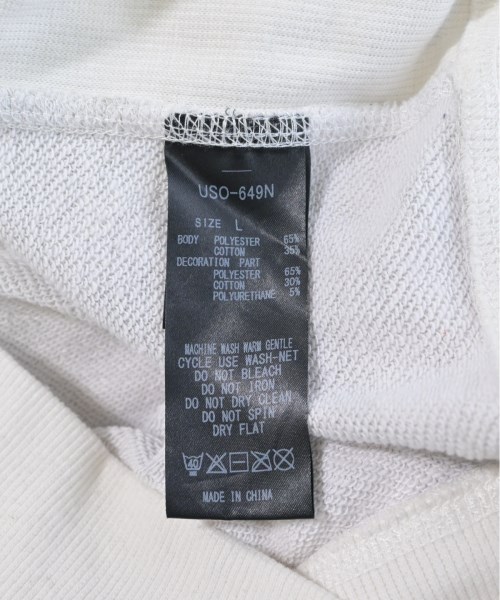 USO-649N
SIZE L
BODY POLYESTER 65%
COTTON 35%
DECORATION PART
POLYESTER 65%
COTTON 30%
POLYURETHANE 5%
MACHINE WASH WARM GENTLE
CYCLE USE WASH-NET
DO NOT BLEACH
DO NOT IRON
DO NOT DRY CLEAN
DO NOT SPIN
DRY FLAT
40
MADE IN CHINA